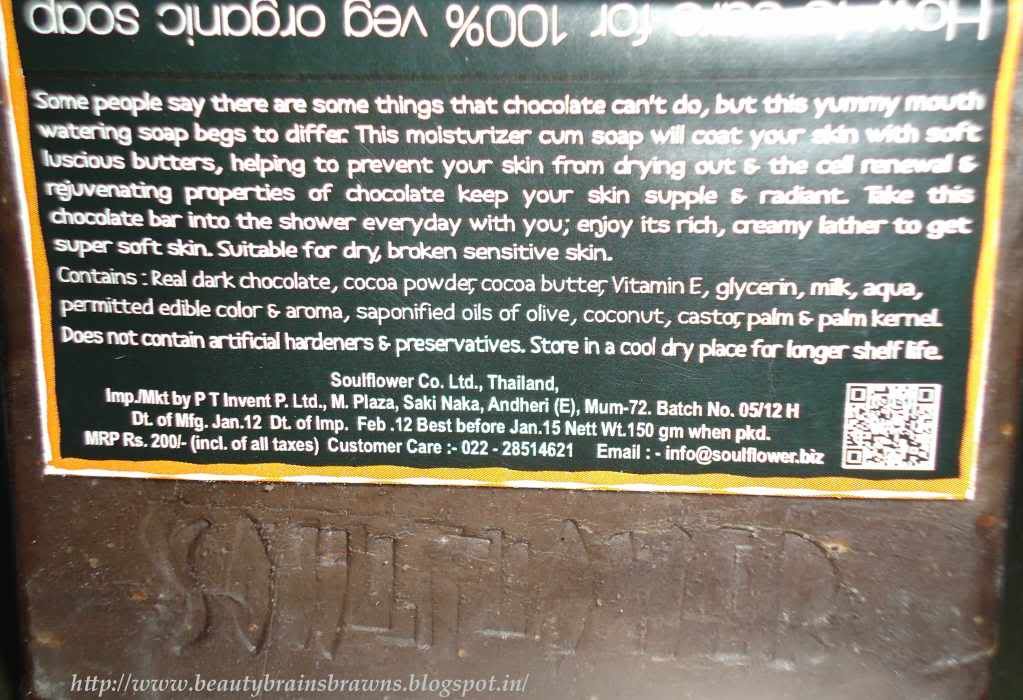 How to care for 100% veg organic soap
Some people say there are some things that chocolate can't do, but this yummy mouth
watering soap begs to differ. This moisturizer cum soap will coat your skin with soft
luscious butters, helping to prevent your skin from drying out & the cell renewal &
rejuvenating properties of chocolate keep your skin supple & radiant. Take this
chocolate bar into the shower everyday with you; enjoy its rich, creamy lather to get
super soft skin. Suitable for dry, broken sensitive skin.
Contains : Real dark chocolate, cocoa powder, cocoa butter, Vitamin E, glycerin, milk, aqua,
permitted edible color & aroma, saponified oils of olive, coconut, castor, palm & palm kernel.
Does not contain artificial hardeners & preservatives. Store in a cool dry place for longer shelf life.
Soulflower Co. Ltd., Thailand,
Imp./Mkt by P T Invent P. Ltd., M. Plaza, Saki Naka, Andheri (E), Mum-72. Batch No. 05/12 H
Dt. of Mfg. Jan.12 Dt. of Imp. Feb .12 Best before Jan.15 Nett Wt.150 gm when pkd.
MRP Rs. 200/- (incl. of all taxes) Customer Care :- 022 - 28514621 Email : - info@soulflower.biz
SOULFLOWER
http://www.beautybrainsbrawns.blogspot.in/